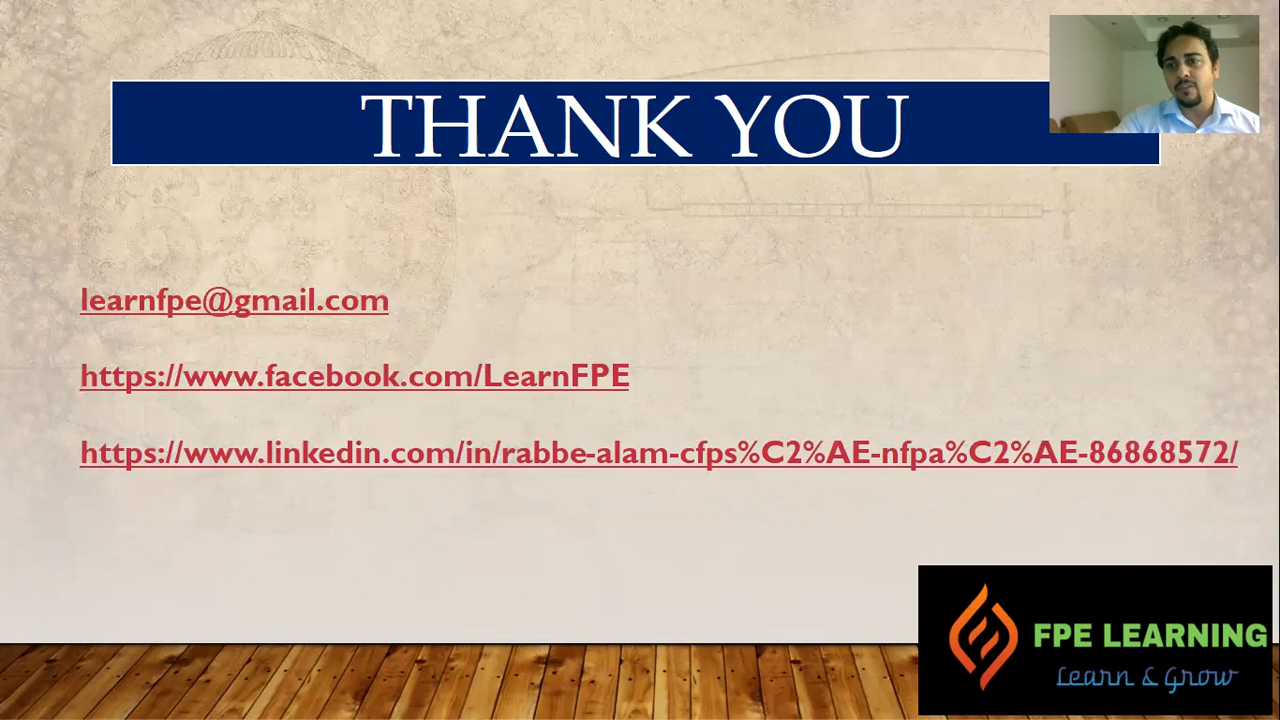 THANK YOU
learnfpe@gmail.com
https://www.facebook.com/LearnFPE
https://www.linkedin.com/in/rabbe-alam-cfps%C2%AE-nfpa%C2%AE-86868572/
FPE LEARNING
Learn & Grow